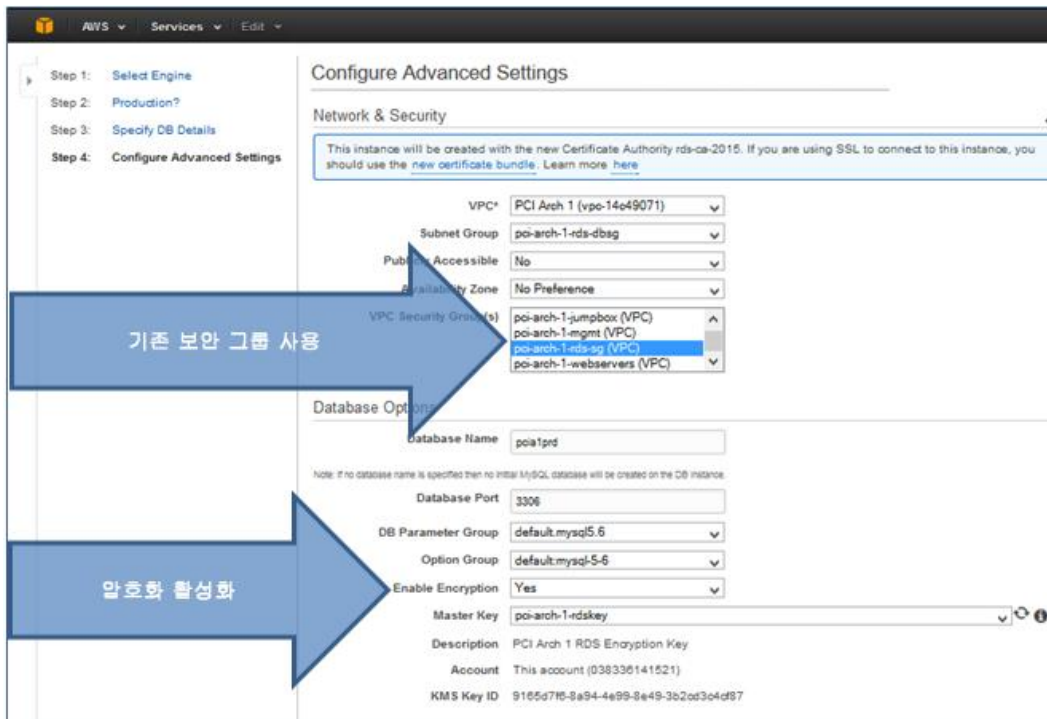 AWS Services Edit
Step 1: Select Engine
Step 2: Production?
Step 3: Specify DB Details
Step 4: Configure Advanced Settings
Configure Advanced Settings
Network & Security
This instance will be created with the new Certificate Authority rds-ca-2015. If you are using SSL to connect to this instance, you
should use the new certificate bundle. Learn more here
VPC* PCI Arch 1 (vpc-14c49071)
Subnet Group pci-arch-1-rds-dbsg
Accessible No
Zone No Preference
VPC Security Group(s) pci-arch-1-jumpbox (VPC)
pci-arch-1-mgmt (VPC)
pci-arch-1-rds-sg (VPC)
pci-arch-1-webservers (VPC)
기존 보안 그룹 사용
Database Options
Database Name pcia1prd
Note: If no database name is specified then no initial MySQL database will be created on the DB Instance.
Database Port 3306
DB Parameter Group default.mysql5.6
Option Group default:mysql-5-6
Enable Encryption Yes
암호화 활성화
Master Key pci-arch-1-rdskey
Description PCI Arch 1 RDS Encryption Key
Account This account (038336141521)
KMS Key ID